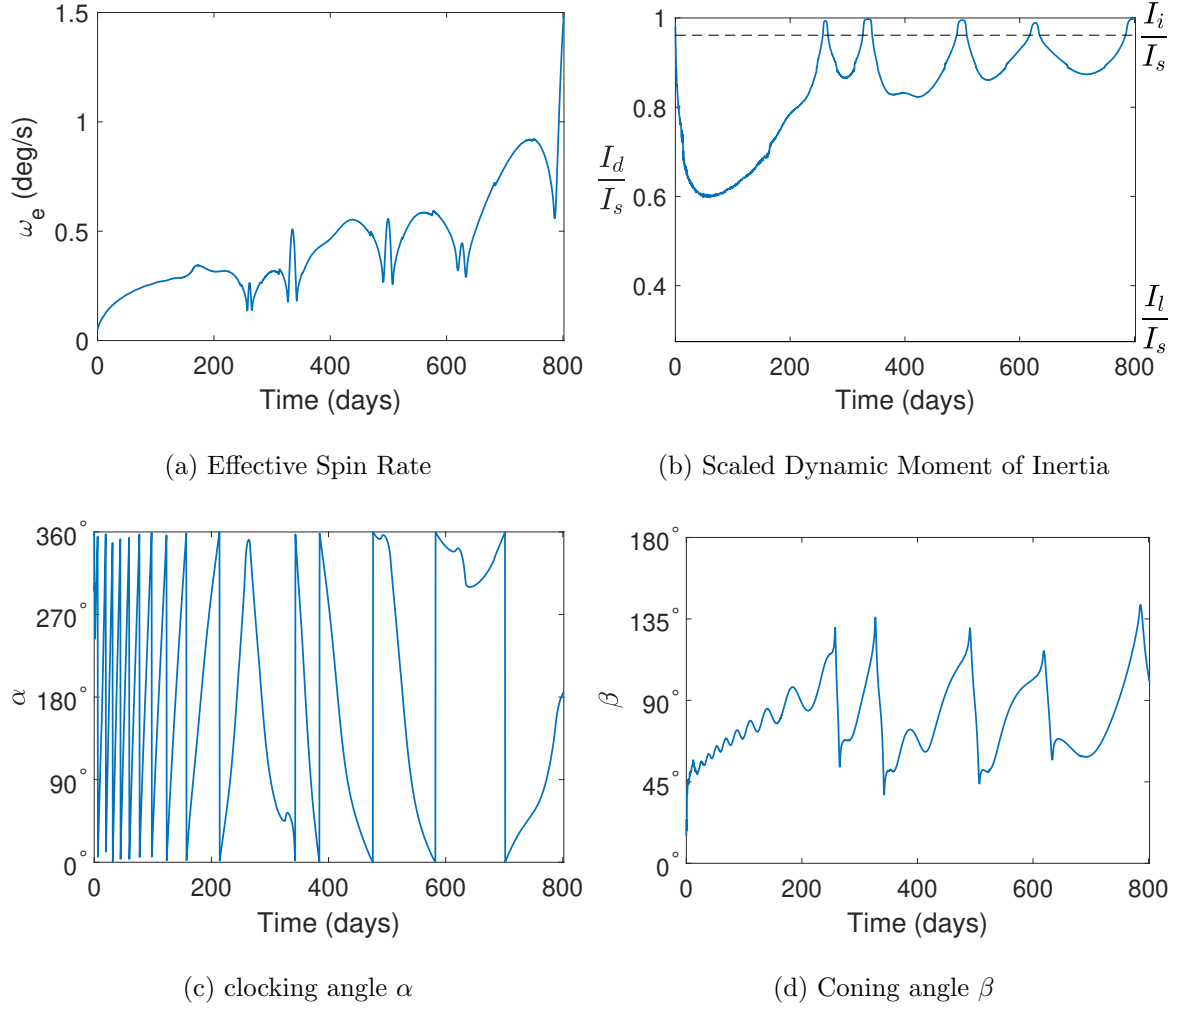 1.5
1
0.5
0
ω_e (deg/s)
0 200 400 600 800
Time (days)
(a) Effective Spin Rate
1
0.8
0.6
0.4
I_d/I_s
I_i/I_s
I_l/I_s
0 200 400 600 800
Time (days)
(b) Scaled Dynamic Moment of Inertia
360°
270°
180°
90°
0°
α
0 200 400 600 800
Time (days)
(c) clocking angle α
180°
135°
90°
45°
0°
β
0 200 400 600 800
Time (days)
(d) Coning angle β